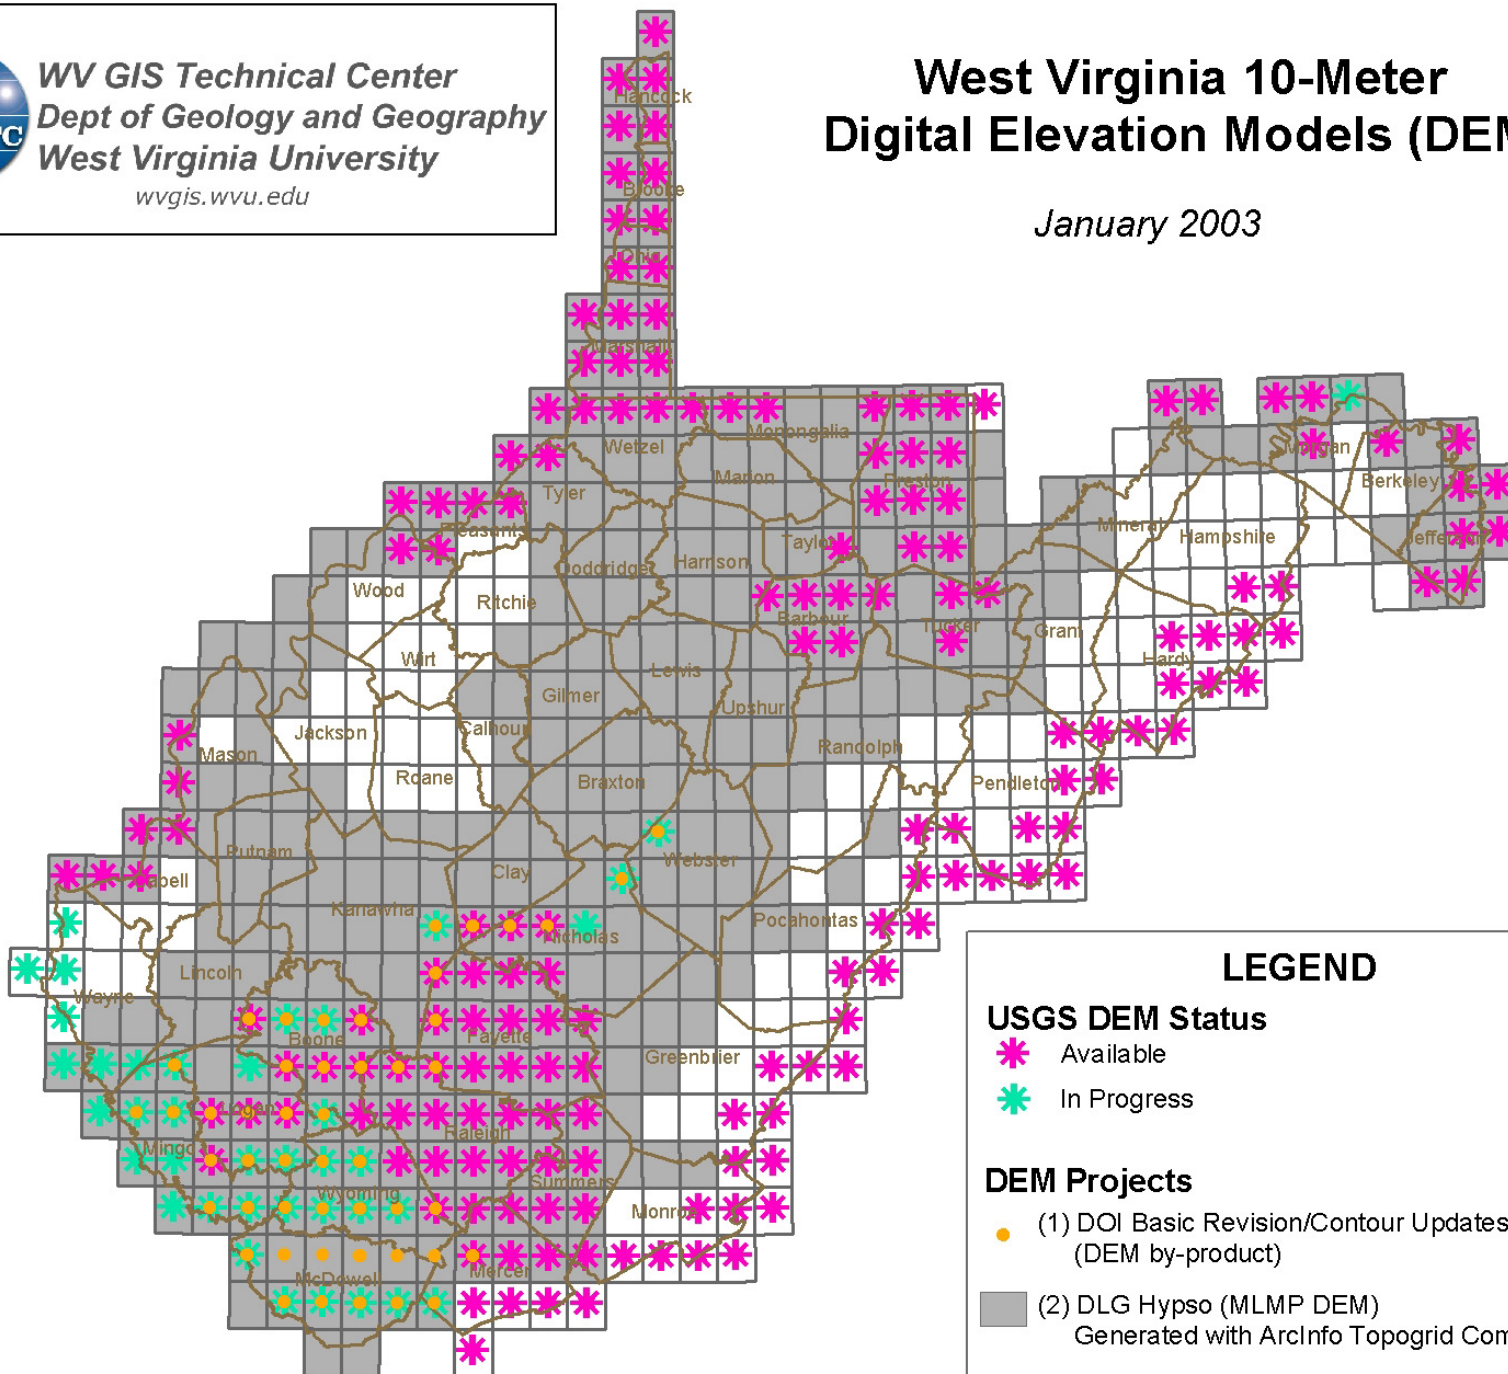 WV GIS Technical Center
Dept of Geology and Geography
West Virginia University
wvgis.wvu.edu
West Virginia 10-Meter
Digital Elevation Models (DEM
January 2003
Hancock
Brooke
Ohio
Marshall
Monongalia
Wetzel
Marion
Preston
Tyler
Pleasants
Morgan
Berkeley
Mineral
Hampshire
Jefferson
Taylor
Harrison
Doddridge
Wood
Ritchie
Barbour
Tucker
Grant
Wirt
Lewis
Hardy
Gilmer
Upshur
Jackson
Calhoun
Mason
Randolph
Roane
Braxton
Pendleton
Putnam
Webster
Clay
Cabell
Kanawha
Nicholas
Pocahontas
Lincoln
Wayne
Boone
Fayette
Greenbrier
Logan
Raleigh
Mingo
Wyoming
Summers
Monroe
McDowell
Mercer
LEGEND
USGS DEM Status
Available
In Progress
DEM Projects
(1) DOI Basic Revision/Contour Updates
(DEM by-product)
(2) DLG Hypso (MLMP DEM)
Generated with ArcInfo Topogrid Com